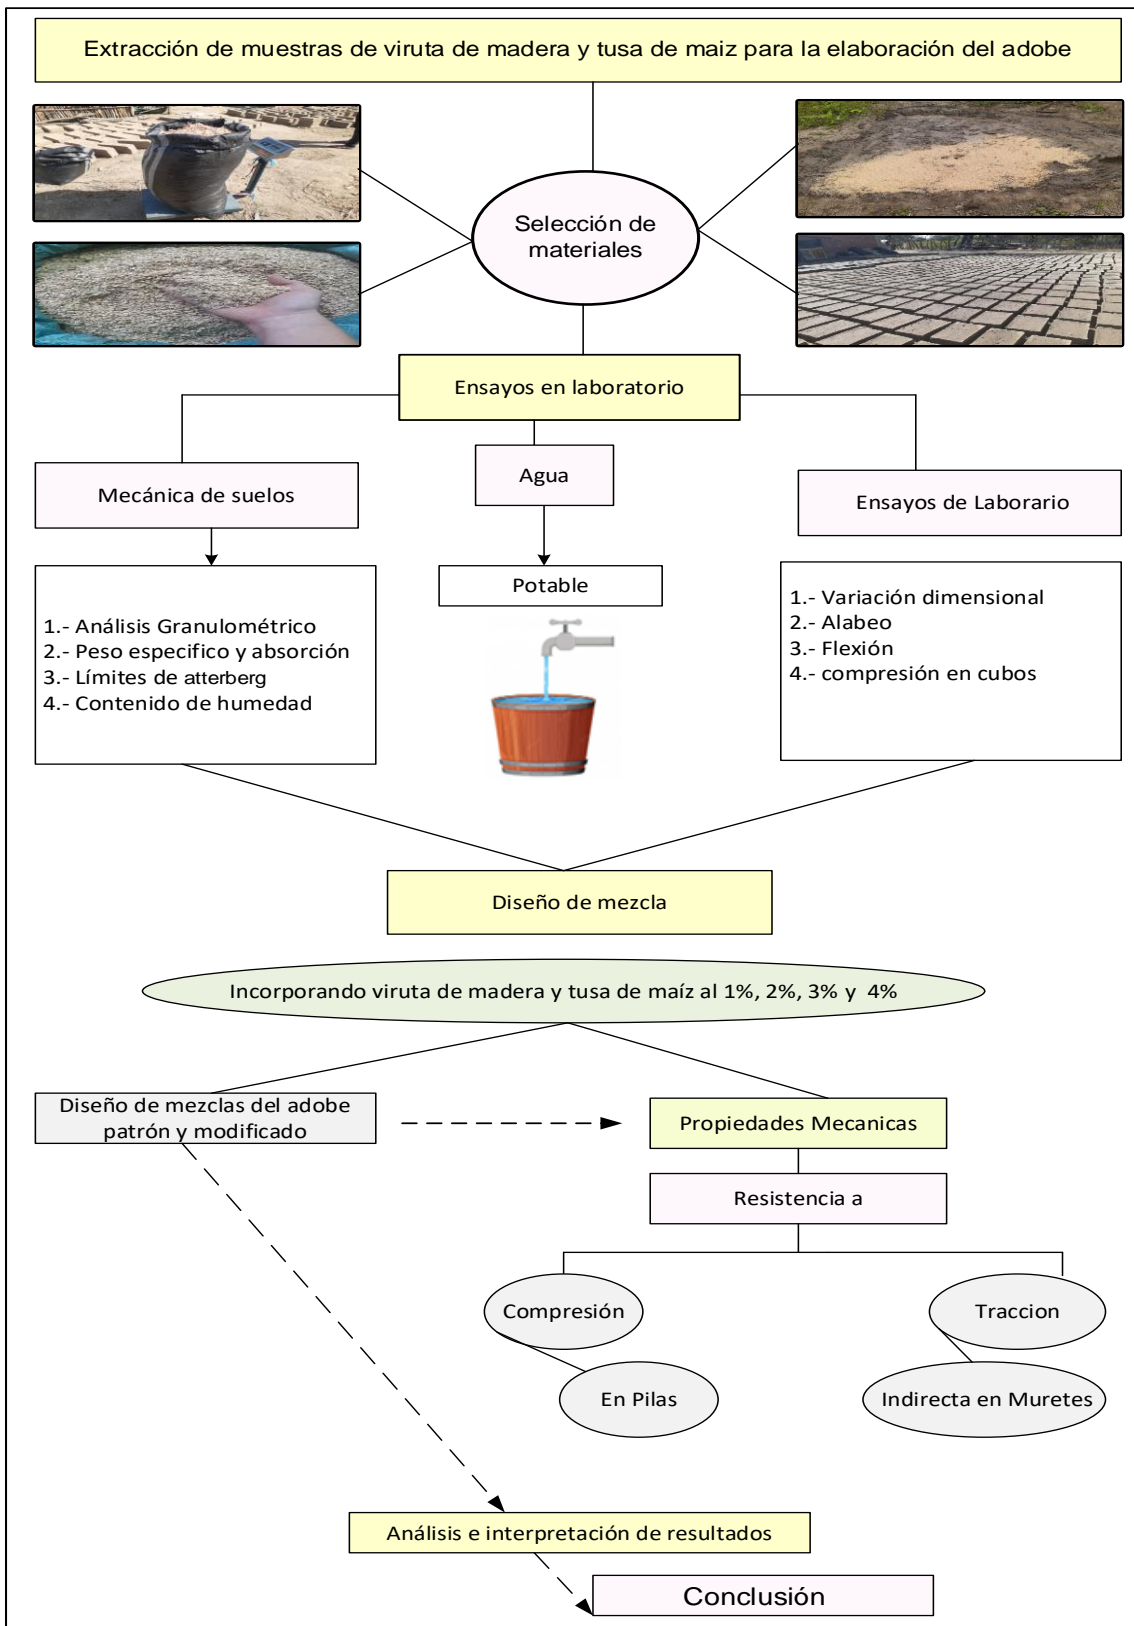 Extracción de muestras de viruta de madera y tusa de maiz para la elaboración del adobe
Selección de
materiales
Ensayos en laboratorio
Mecánica de suelos
Agua
Ensayos de Laborario
Potable
1.- Análisis Granulométrico
2.- Peso especifico y absorción
3.- Límites de atterberg
4.- Contenido de humedad
1.- Variación dimensional
2.- Alabeo
3.- Flexión
4.- compresión en cubos
Diseño de mezcla
Incorporando viruta de madera y tusa de maíz al 1%, 2%, 3% y 4%
Diseño de mezclas del adobe
patrón y modificado
Propiedades Mecanicas
Resistencia a
Compresión
Traccion
En Pilas
Indirecta en Muretes
Análisis e interpretación de resultados
Conclusión